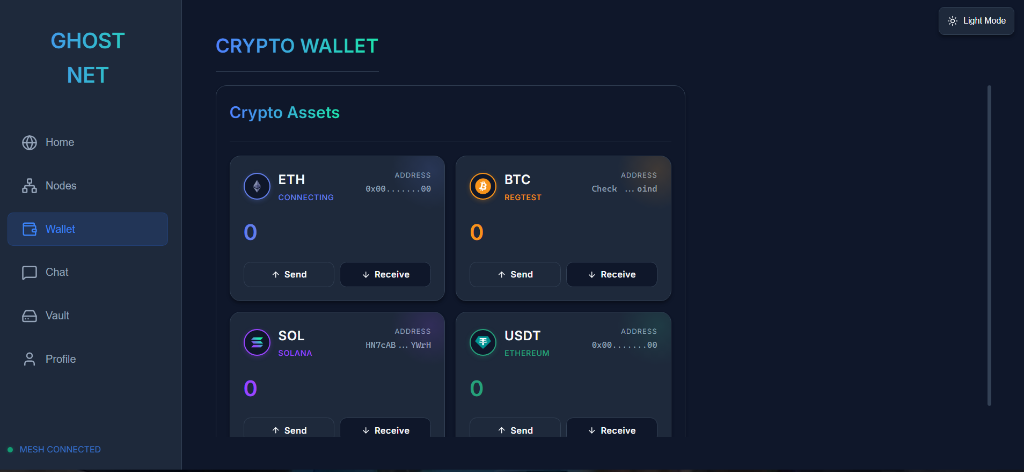 GHOST
NET
Home
Nodes
Wallet
Chat
Vault
Profile
MESH CONNECTED
Light Mode
CRYPTO WALLET
Crypto Assets
ETH
CONNECTING
ADDRESS
0x00.......00
0
↑ Send
↓ Receive
BTC
REGTEST
ADDRESS
Check ...oind
0
↑ Send
↓ Receive
SOL
SOLANA
ADDRESS
HN7cAB...YWrH
0
↑ Send
↓ Receive
USDT
ETHEREUM
ADDRESS
0x00.......00
0
↑ Send
↓ Receive